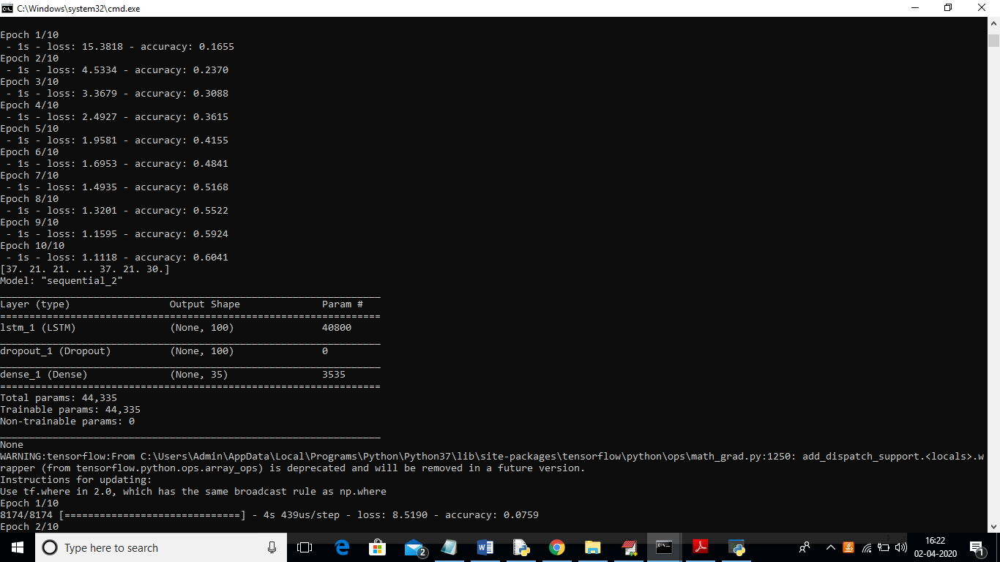 C:\Windows\system32\cmd.exe
Epoch 1/10
 - 1s - loss: 15.3818 - accuracy: 0.1655
Epoch 2/10
 - 1s - loss: 4.5334 - accuracy: 0.2370
Epoch 3/10
 - 1s - loss: 3.3679 - accuracy: 0.3088
Epoch 4/10
 - 1s - loss: 2.4927 - accuracy: 0.3615
Epoch 5/10
 - 1s - loss: 1.9581 - accuracy: 0.4155
Epoch 6/10
 - 1s - loss: 1.6953 - accuracy: 0.4841
Epoch 7/10
 - 1s - loss: 1.4935 - accuracy: 0.5168
Epoch 8/10
 - 1s - loss: 1.3201 - accuracy: 0.5522
Epoch 9/10
 - 1s - loss: 1.1595 - accuracy: 0.5924
Epoch 10/10
 - 1s - loss: 1.1118 - accuracy: 0.6041
[37. 21. 21. ... 37. 21. 30.]
Model: "sequential_2"
_________________________________________________________________
Layer (type)                 Output Shape              Param #
=================================================================
lstm_1 (LSTM)                (None, 100)               40800
_________________________________________________________________
dropout_1 (Dropout)          (None, 100)               0
_________________________________________________________________
dense_1 (Dense)              (None, 35)                3535
=================================================================
Total params: 44,335
Trainable params: 44,335
Non-trainable params: 0
_________________________________________________________________
None
WARNING:tensorflow:From C:\Users\Admin\AppData\Local\Programs\Python\Python37\lib\site-packages\tensorflow\python\ops\math_grad.py:1250: add_dispatch_support.<locals>.w
rapper (from tensorflow.python.ops.array_ops) is deprecated and will be removed in a future version.
Instructions for updating:
Use tf.where in 2.0, which has the same broadcast rule as np.where
Epoch 1/10
8174/8174 [==============================] - 4s 439us/step - loss: 8.5190 - accuracy: 0.0759
Epoch 2/10
Type here to search
2
16:22
02-04-2020
1